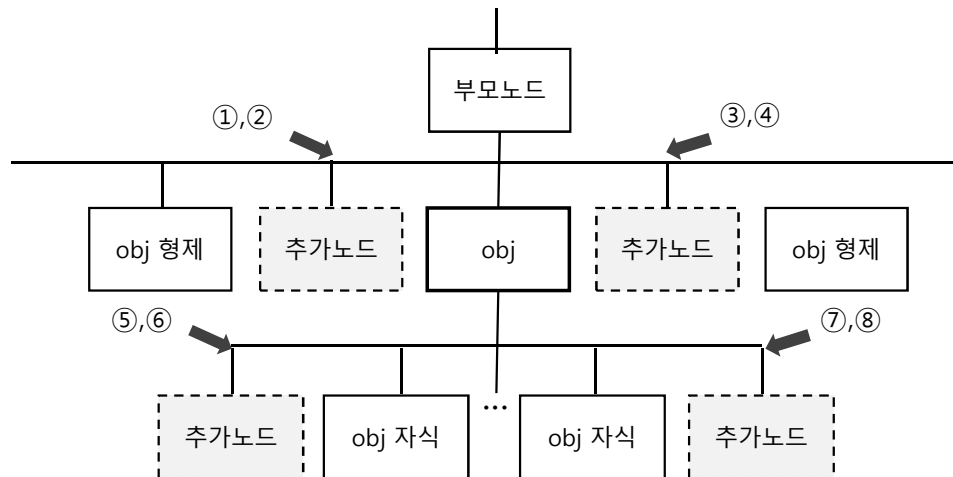 부모노드
①,②
③,④
obj 형제
추가노드
obj
추가노드
obj 형제
⑤,⑥
⑦,⑧
추가노드
obj 자식
...
obj 자식
추가노드